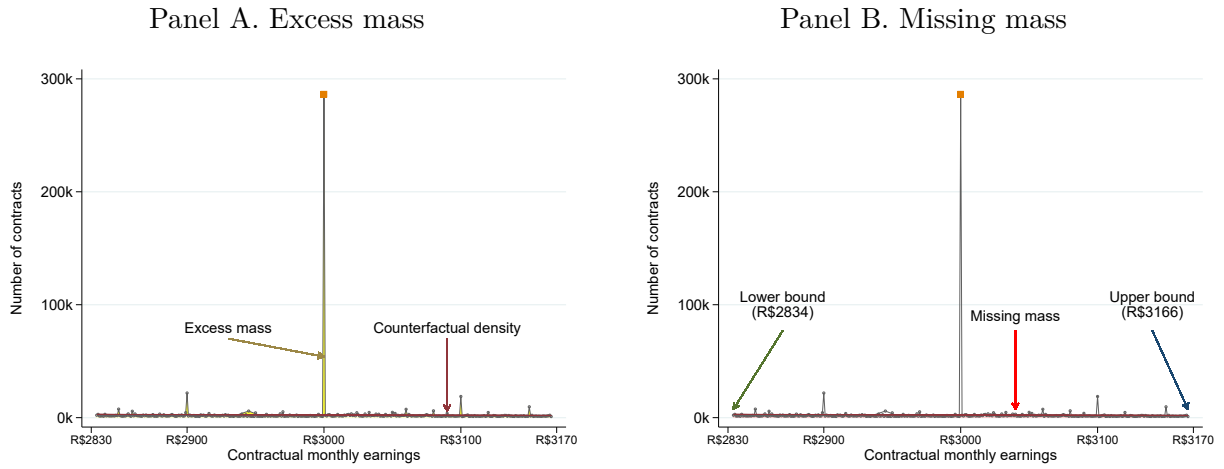 Panel A. Excess mass
300k
200k
100k
0k
Number of contracts
Excess mass
Counterfactual density
R$2830
R$2900
R$3000
R$3100
R$3170
Contractual monthly earnings
Panel B. Missing mass
300k
200k
100k
0k
Number of contracts
Lower bound
(R$2834)
Missing mass
Upper bound
(R$3166)
R$2830
R$2900
R$3000
R$3100
R$3170
Contractual monthly earnings